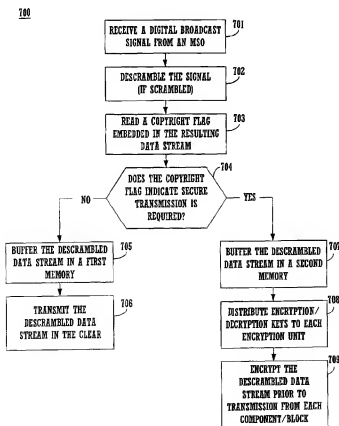 700
RECEIVE A DIGITAL BROADCAST
SIGNAL FROM AN MSO
701
DESCRAMBLE THE SIGNAL
(IF SCRAMBLED)
702
READ A COPYRIGHT FLAG
EMBEDDED IN THE RESULTING
DATA STREAM
703
704
DOES THE COPYRIGHT
FLAG INDICATE SECURE
TRANSMISSION IS
REQUIRED?
NO
YES
BUFFER THE DESCRAMBLED
DATA STREAM IN A FIRST
MEMORY
705
TRANSMIT THE
DESCRAMBLED DATA
STREAM IN THE CLEAR
706
BUFFER THE DESCRAMBLED
DATA STREAM IN A SECOND
MEMORY
707
DISTRIBUTE ENCRYPTION/
DECRYPTION KEYS TO EACH
ENCRYPTION UNIT
708
ENCRYPT THE
DESCRAMBLED DATA
STREAM PRIOR TO
TRANSMISSION FROM EACH
COMPONENT/BLOCK
709